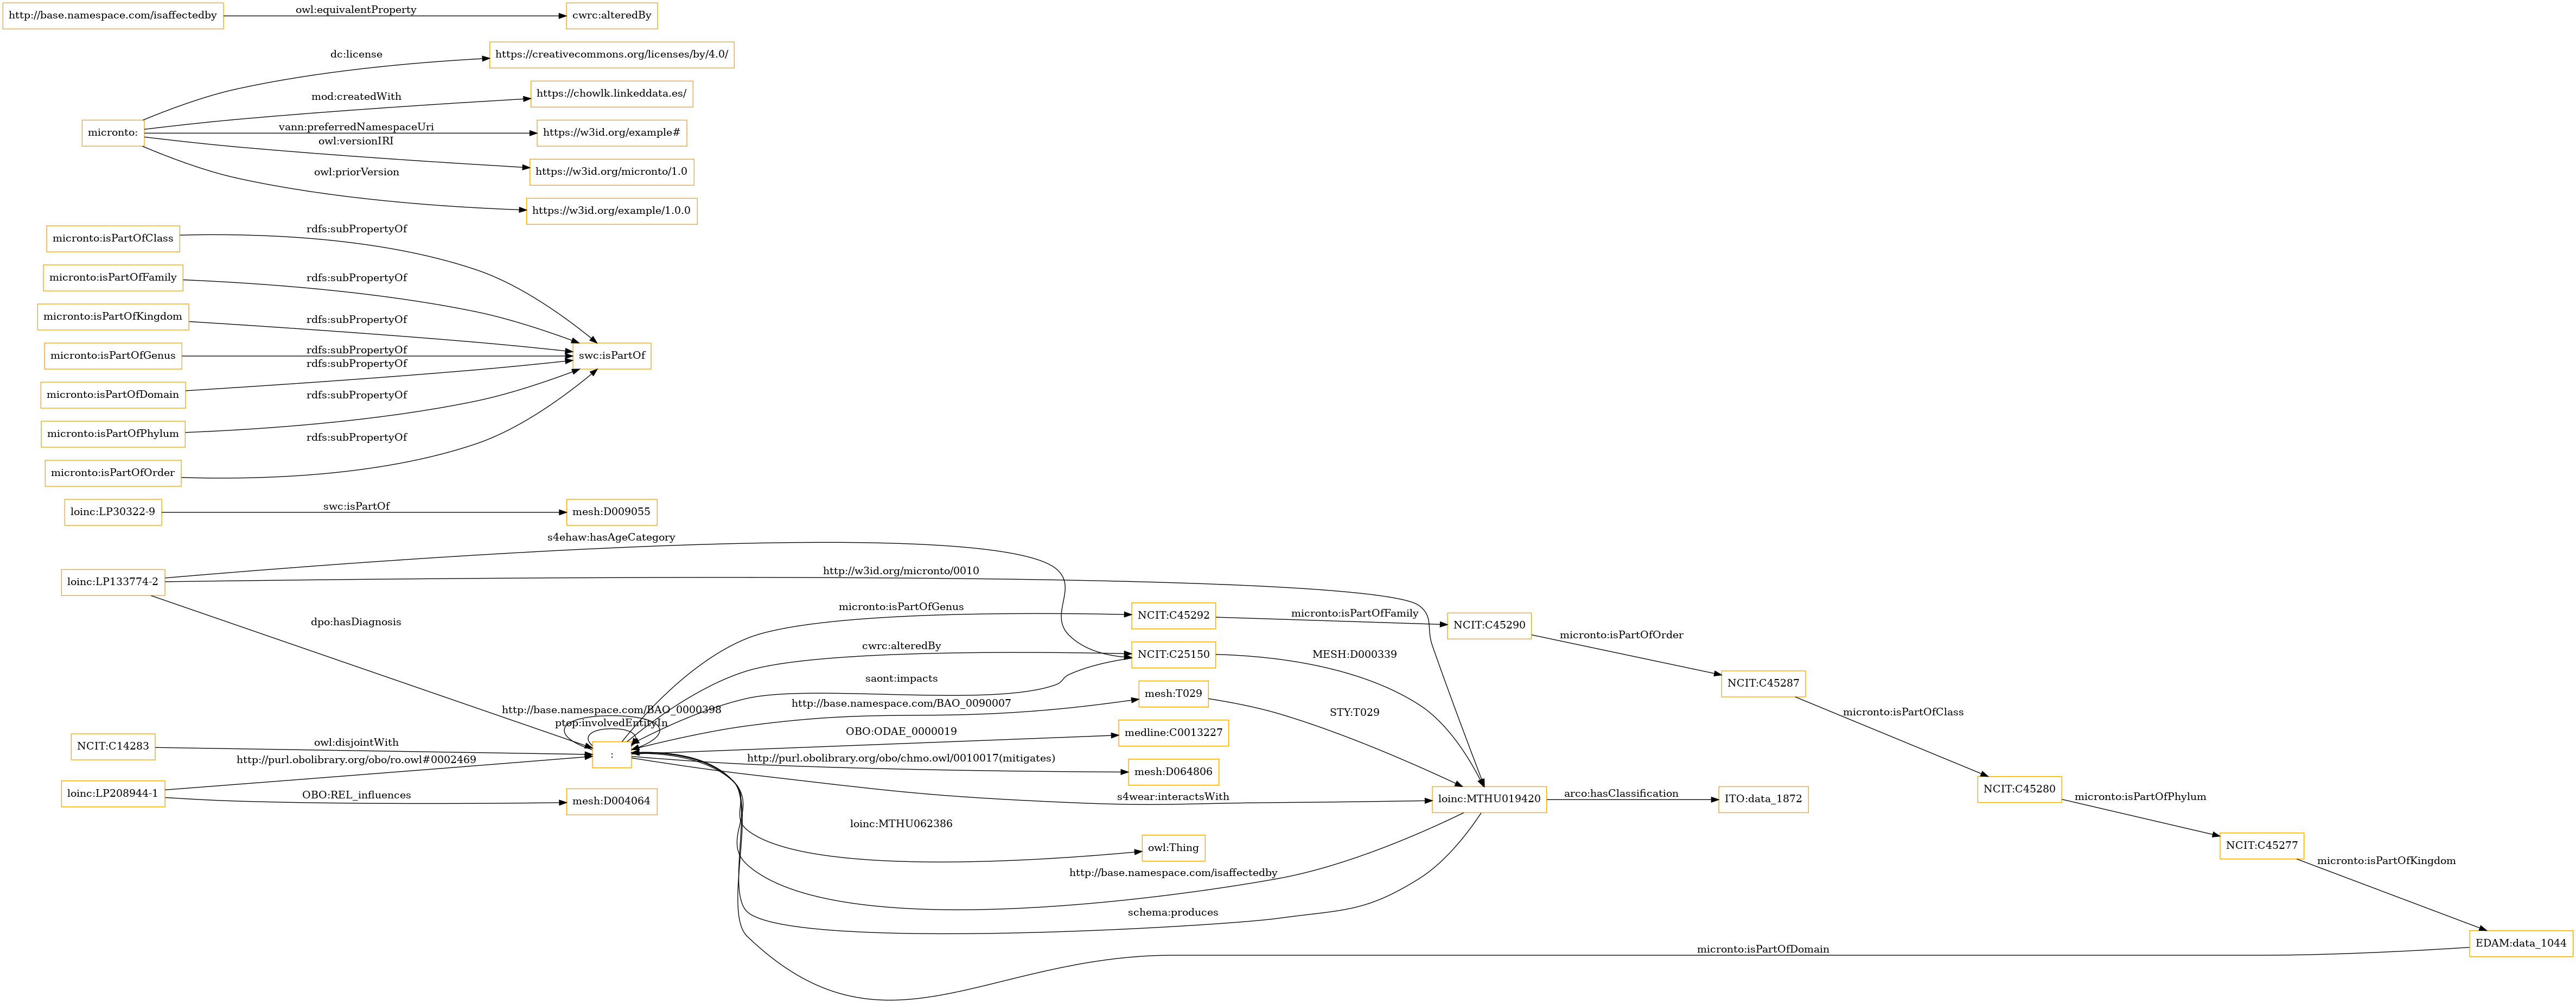 http://base.namespace.com/isaffectedby
owl:equivalentProperty
cwrc:alteredBy
micronto:
dc:license
https://creativecommons.org/licenses/by/4.0/
mod:createdWith
https://chowlk.linkeddata.es/
vann:preferredNamespaceUri
https://w3id.org/example#
owl:versionIRI
https://w3id.org/micronto/1.0
owl:priorVersion
https://w3id.org/example/1.0.0
micronto:isPartOfClass
rdfs:subPropertyOf
micronto:isPartOfFamily
rdfs:subPropertyOf
micronto:isPartOfKingdom
rdfs:subPropertyOf
micronto:isPartOfGenus
rdfs:subPropertyOf
swc:isPartOf
micronto:isPartOfDomain
rdfs:subPropertyOf
micronto:isPartOfPhylum
rdfs:subPropertyOf
micronto:isPartOfOrder
rdfs:subPropertyOf
loinc:LP30322-9
swc:isPartOf
mesh:D009055
loinc:LP133774-2
s4ehaw:hasAgeCategory
http://w3id.org/micronto/0010
dpo:hasDiagnosis
micronto:isPartOfGenus
NCIT:C45292
micronto:isPartOfFamily
NCIT:C45290
micronto:isPartOfOrder
NCIT:C45287
micronto:isPartOfClass
NCIT:C45280
micronto:isPartOfPhylum
NCIT:C45277
micronto:isPartOfKingdom
EDAM:data_1044
micronto:isPartOfDomain
cwrc:alteredBy
NCIT:C25150
MESH:D000339
saont:impacts
http://base.namespace.com/BAO_0090007
mesh:T029
STY:T029
http://base.namespace.com/BAO_0000398
ptop:involvedEntityIn
:
NCIT:C14283
owl:disjointWith
OBO:ODAE_0000019
medline:C0013227
http://purl.obolibrary.org/obo/ro.owl#0002469
http://purl.obolibrary.org/obo/chmo.owl/0010017(mitigates)
mesh:D064806
loinc:LP208944-1
OBO:REL_influences
mesh:D004064
s4wear:interactsWith
loinc:MTHU019420
arco:hasClassification
ITO:data_1872
loinc:MTHU062386
owl:Thing
http://base.namespace.com/isaffectedby
schema:produces